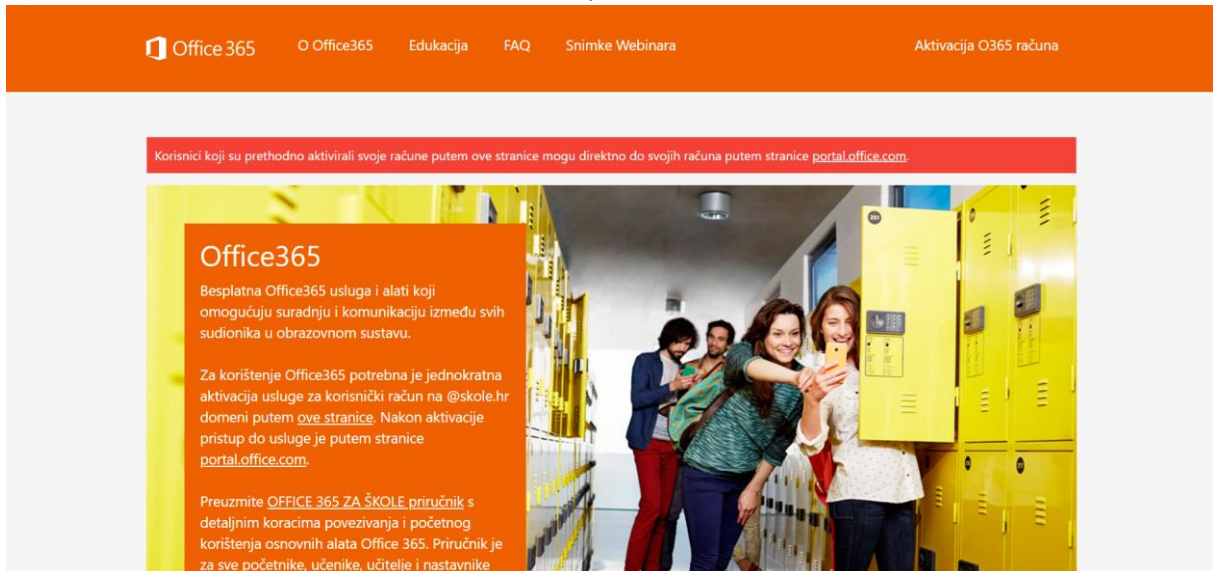 Office 365
O Office365
Edukacija
FAQ
Snimke Webinara
Aktivacija O365 računa
Korisnici koji su prethodno aktivirali svoje račune putem ove stranice mogu direktno do svojih računa putem stranice portal.office.com.
Office365
Besplatna Office365 usluga i alati koji
omogućuju suradnju i komunikaciju između svih
sudionika u obrazovnom sustavu.
Za korištenje Office365 potrebna je jednokratna
aktivacija usluge za korisnički račun na @skole.hr
domeni putem ove stranice. Nakon aktivacije
pristup do usluge je putem stranice
portal.office.com.
Preuzmite OFFICE 365 ZA ŠKOLE priručnik s
detaljnim koracima povezivanja i početnog
korištenja osnovnih alata Office 365. Priručnik je
za sve početnike, učenike, učitelje i nastavnike